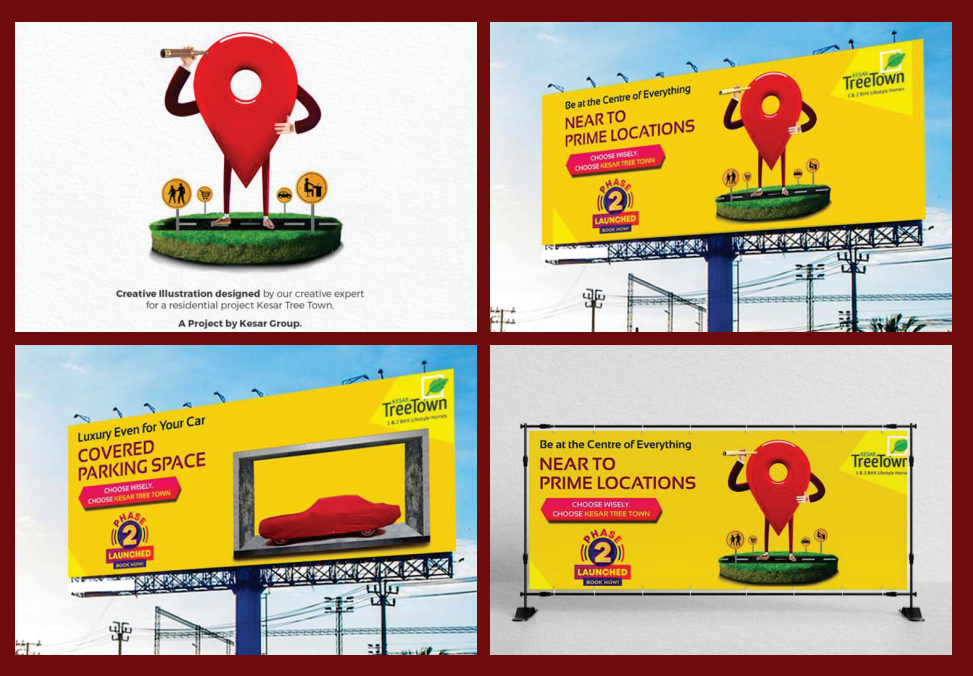 Creative Illustration designed by our creative expert
for a residential project Kesar Tree Town.
A Project by Kesar Group.
Be at the Centre of Everything
NEAR TO
PRIME LOCATIONS
CHOOSE WISELY.
CHOOSE KESAR TREE TOWN
PHASE
2
LAUNCHED
BOOK NOW!
KESAR
TreeTown
1 & 2 BHK Lifestyle Homes
Luxury Even for Your Car
COVERED
PARKING SPACE
CHOOSE WISELY.
CHOOSE KESAR TREE TOWN
PHASE
2
LAUNCHED
BOOK NOW!
KESAR
TreeTown
1 & 2 BHK Lifestyle Homes
Be at the Centre of Everything
NEAR TO
PRIME LOCATIONS
CHOOSE WISELY.
CHOOSE KESAR TREE TOWN
PHASE
2
LAUNCHED
BOOK NOW!
KESAR
TreeTown
1 & 2 BHK Lifestyle Homes